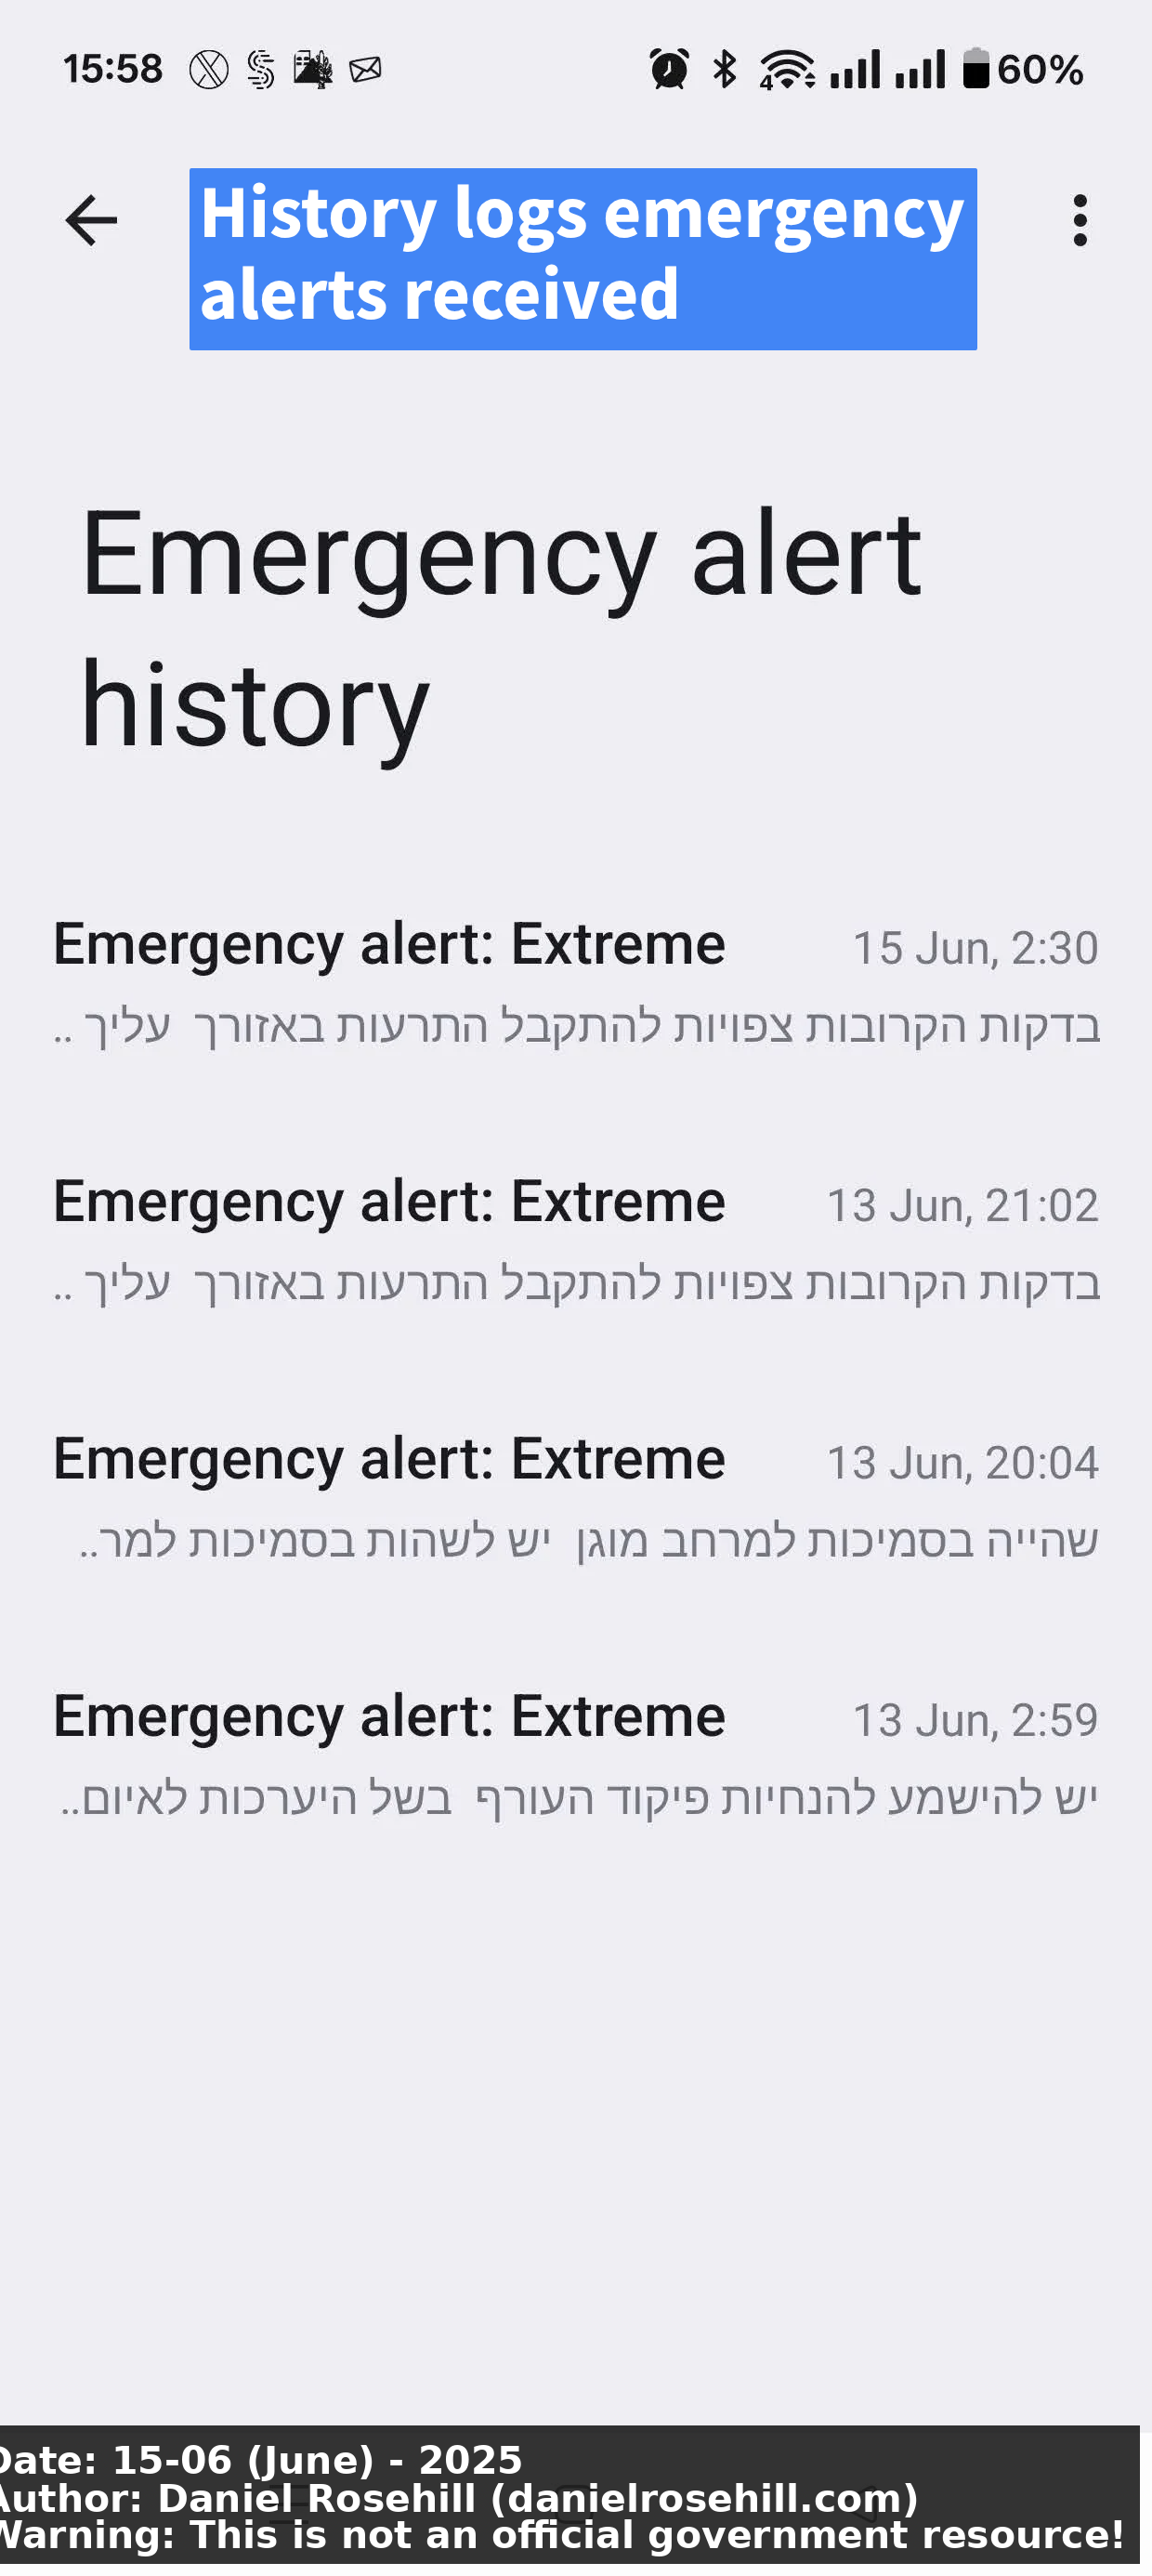 15:58
4
60%
History logs emergency
alerts received
Emergency alert
history
Emergency alert: Extreme 15 Jun, 2:30
בדקות הקרובות צפויות להתקבל התרעות באזורך עליך ..
Emergency alert: Extreme 13 Jun, 21:02
בדקות הקרובות צפויות להתקבל התרעות באזורך עליך ..
Emergency alert: Extreme 13 Jun, 20:04
שהייה בסמיכות למרחב מוגן יש לשהות בסמיכות למר..
Emergency alert: Extreme 13 Jun, 2:59
יש להישמע להנחיות פיקוד העורף בשל היערכות לאיום..
Date: 15-06 (June) - 2025
Author: Daniel Rosehill (danielrosehill.com)
Warning: This is not an official government resource!